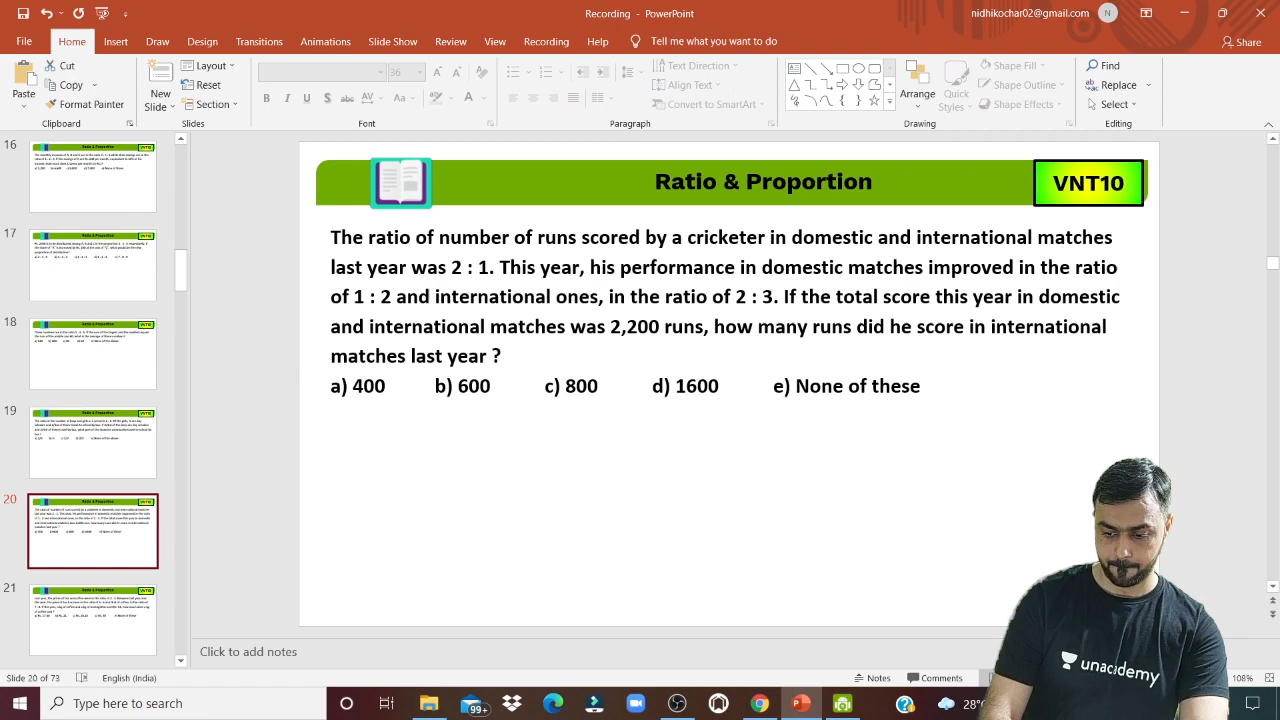 Recording - PowerPoint
nidhikochar02@gmail.com
N
File Home Insert Draw Design Transitions Animations Slide Show Review View Recording Help Tell me what you want to do
Share
Paste
Cut
Copy
Format Painter
Clipboard
New Slide
Layout
Reset
Section
Slides
36
Font
Text Direction
Align Text
Convert to SmartArt
Paragraph
Arrange
Quick Styles
Shape Fill
Shape Outline
Shape Effects
Drawing
Find
Replace
Select
Editing
19
20
21
Ratio & Proportion
VNT10
The ratio of number of runs scored by a cricketer in domestic and international matches
last year was 2 : 1. This year, his performance in domestic matches improved in the ratio
of 1 : 2 and international ones, in the ratio of 2 : 3. If the total score this year in domestic
and international matches was 2,200 runs, how many runs did he score in international
matches last year ?
a) 400 b) 600 c) 800 d) 1600 e) None of these
unacademy
Click to add notes
Slide 20 of 73 English (India) Notes Comments 108%
Type here to search
99+
28°